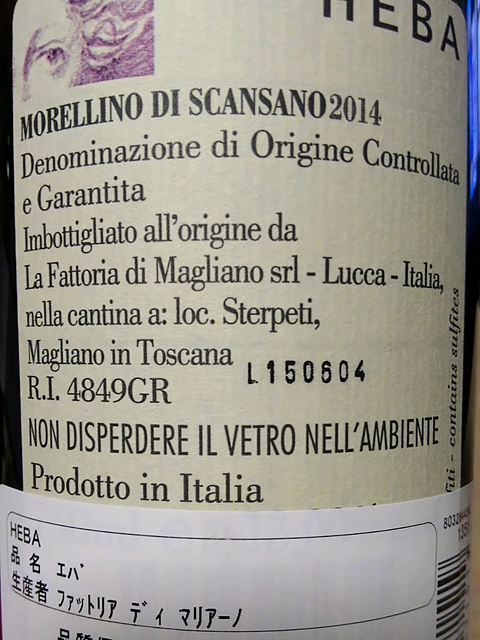 HEBA
MORELLINO DI SCANSANO 2014
Denominazione di Origine Controllata
e Garantita
Imbottigliato all'origine da
La Fattoria di Magliano srl - Lucca - Italia,
nella cantina a: loc. Sterpeti,
Magliano in Toscana
L150604
R.I. 4849GR
NON DISPERDERE IL VETRO NELL'AMBIENTE
Prodotto in Italia
contains sulfites
HEBA
品 名 エバ
生産者 ファットリア ディ マリアーノ